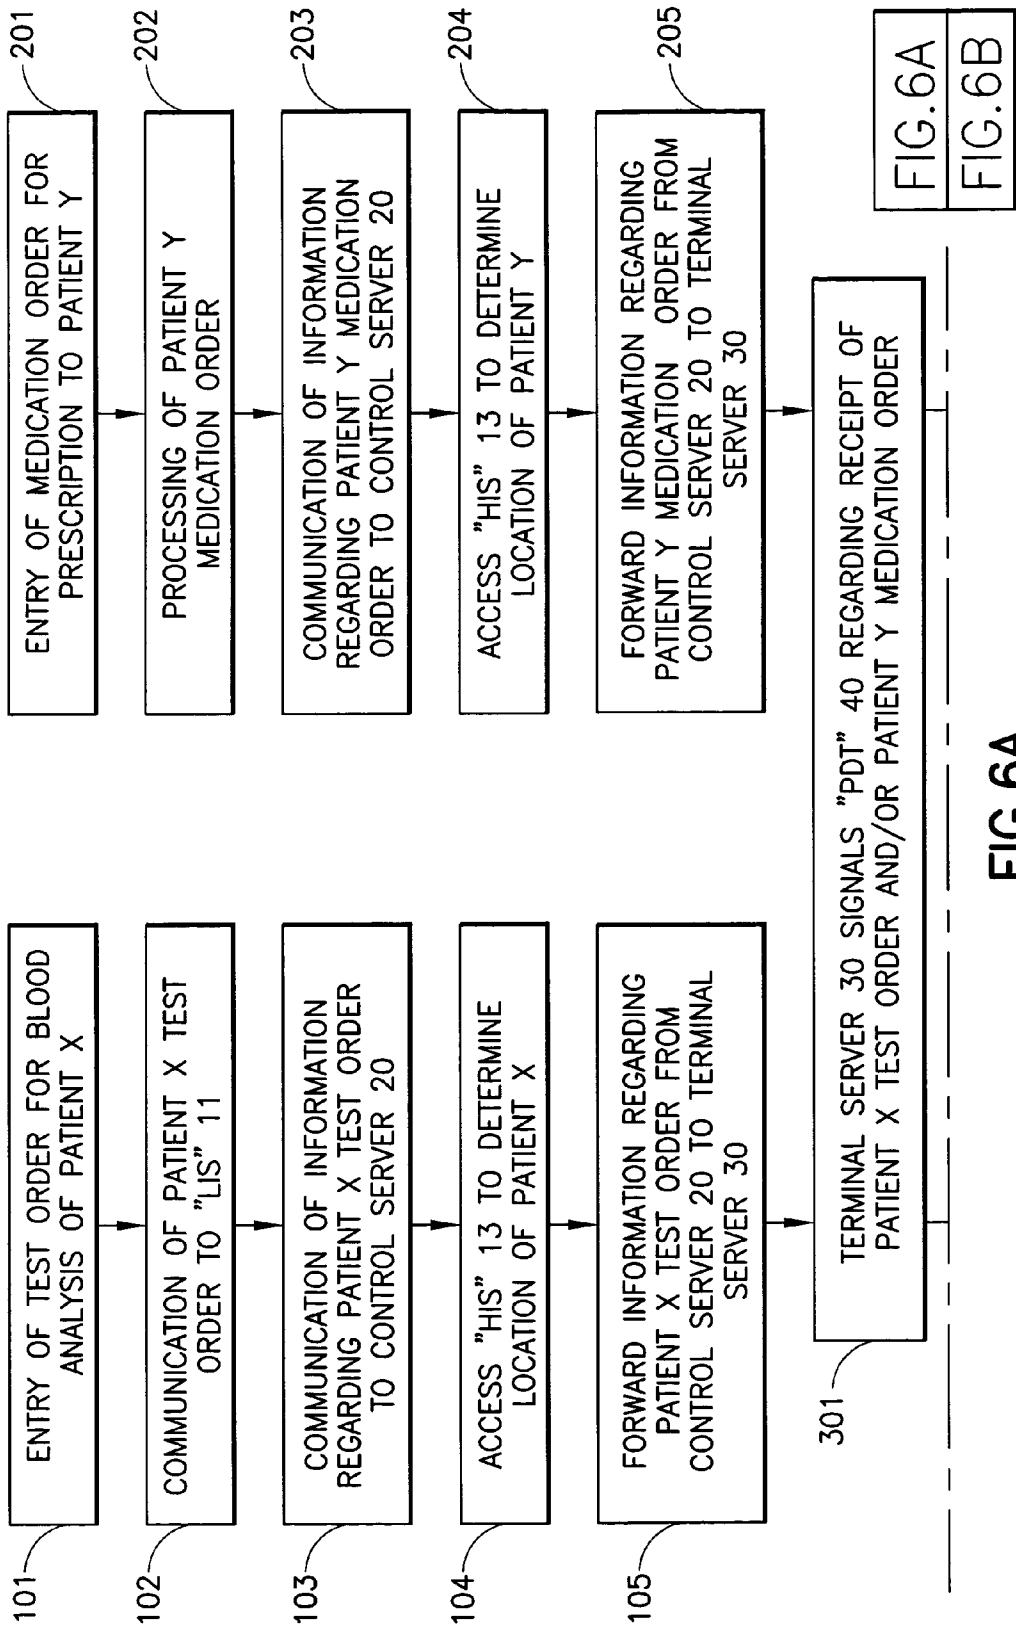 101
ENTRY OF TEST ORDER FOR BLOOD
ANALYSIS OF PATIENT X
102
COMMUNICATION OF PATIENT X TEST
ORDER TO "LIS" 11
103
COMMUNICATION OF INFORMATION
REGARDING PATIENT X TEST ORDER
TO CONTROL SERVER 20
104
ACCESS "HIS" 13 TO DETERMINE
LOCATION OF PATIENT X
105
FORWARD INFORMATION REGARDING
PATIENT X TEST ORDER FROM
CONTROL SERVER 20 TO TERMINAL
SERVER 30
201
ENTRY OF MEDICATION ORDER FOR
PRESCRIPTION TO PATIENT Y
202
PROCESSING OF PATIENT Y
MEDICATION ORDER
203
COMMUNICATION OF INFORMATION
REGARDING PATIENT Y MEDICATION
ORDER TO CONTROL SERVER 20
204
ACCESS "HIS" 13 TO DETERMINE
LOCATION OF PATIENT Y
205
FORWARD INFORMATION REGARDING
PATIENT Y MEDICATION ORDER FROM
CONTROL SERVER 20 TO TERMINAL
SERVER 30
301
TERMINAL SERVER 30 SIGNALS "PDT" 40 REGARDING RECEIPT OF
PATIENT X TEST ORDER AND/OR PATIENT Y MEDICATION ORDER
FIG.6A
FIG.6B
FIG.6A